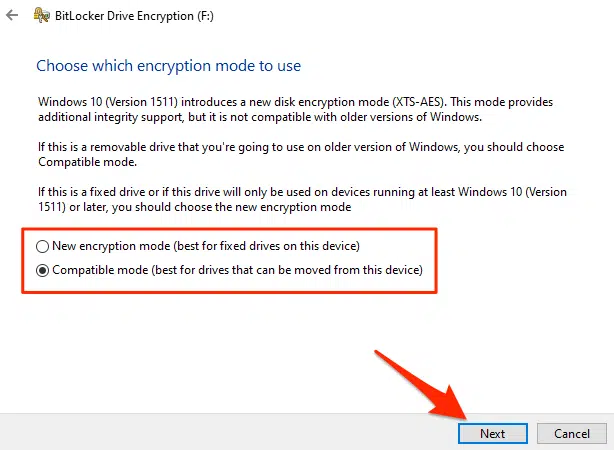 BitLocker Drive Encryption (F:)
Choose which encryption mode to use
Windows 10 (Version 1511) introduces a new disk encryption mode (XTS-AES). This mode provides
additional integrity support, but it is not compatible with older versions of Windows.
If this is a removable drive that you're going to use on older version of Windows, you should choose
Compatible mode.
If this is a fixed drive or if this drive will only be used on devices running at least Windows 10 (Version
1511) or later, you should choose the new encryption mode
New encryption mode (best for fixed drives on this device)
Compatible mode (best for drives that can be moved from this device)
Next
Cancel